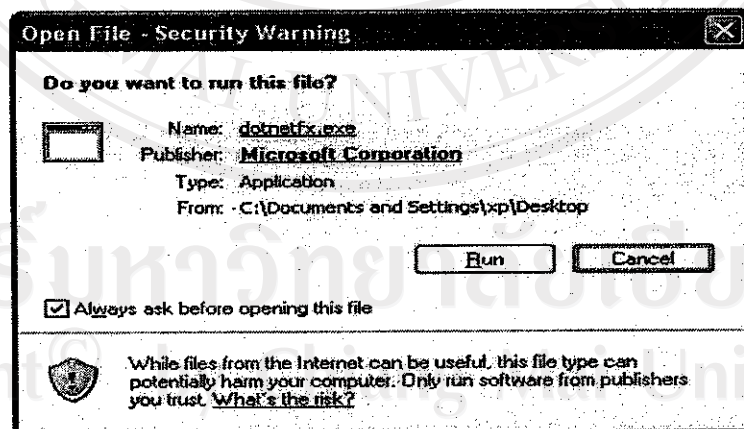 Open File - Security Warning
Do you want to run this file?
Name: dotnetfx.exe
Publisher: Microsoft Corporation
Type: Application
From: C:\Documents and Settings\xp\Desktop
Run Cancel
Always ask before opening this file
While files from the Internet can be useful, this file type can
potentially harm your computer. Only run software from publishers
you trust. What's the risk?